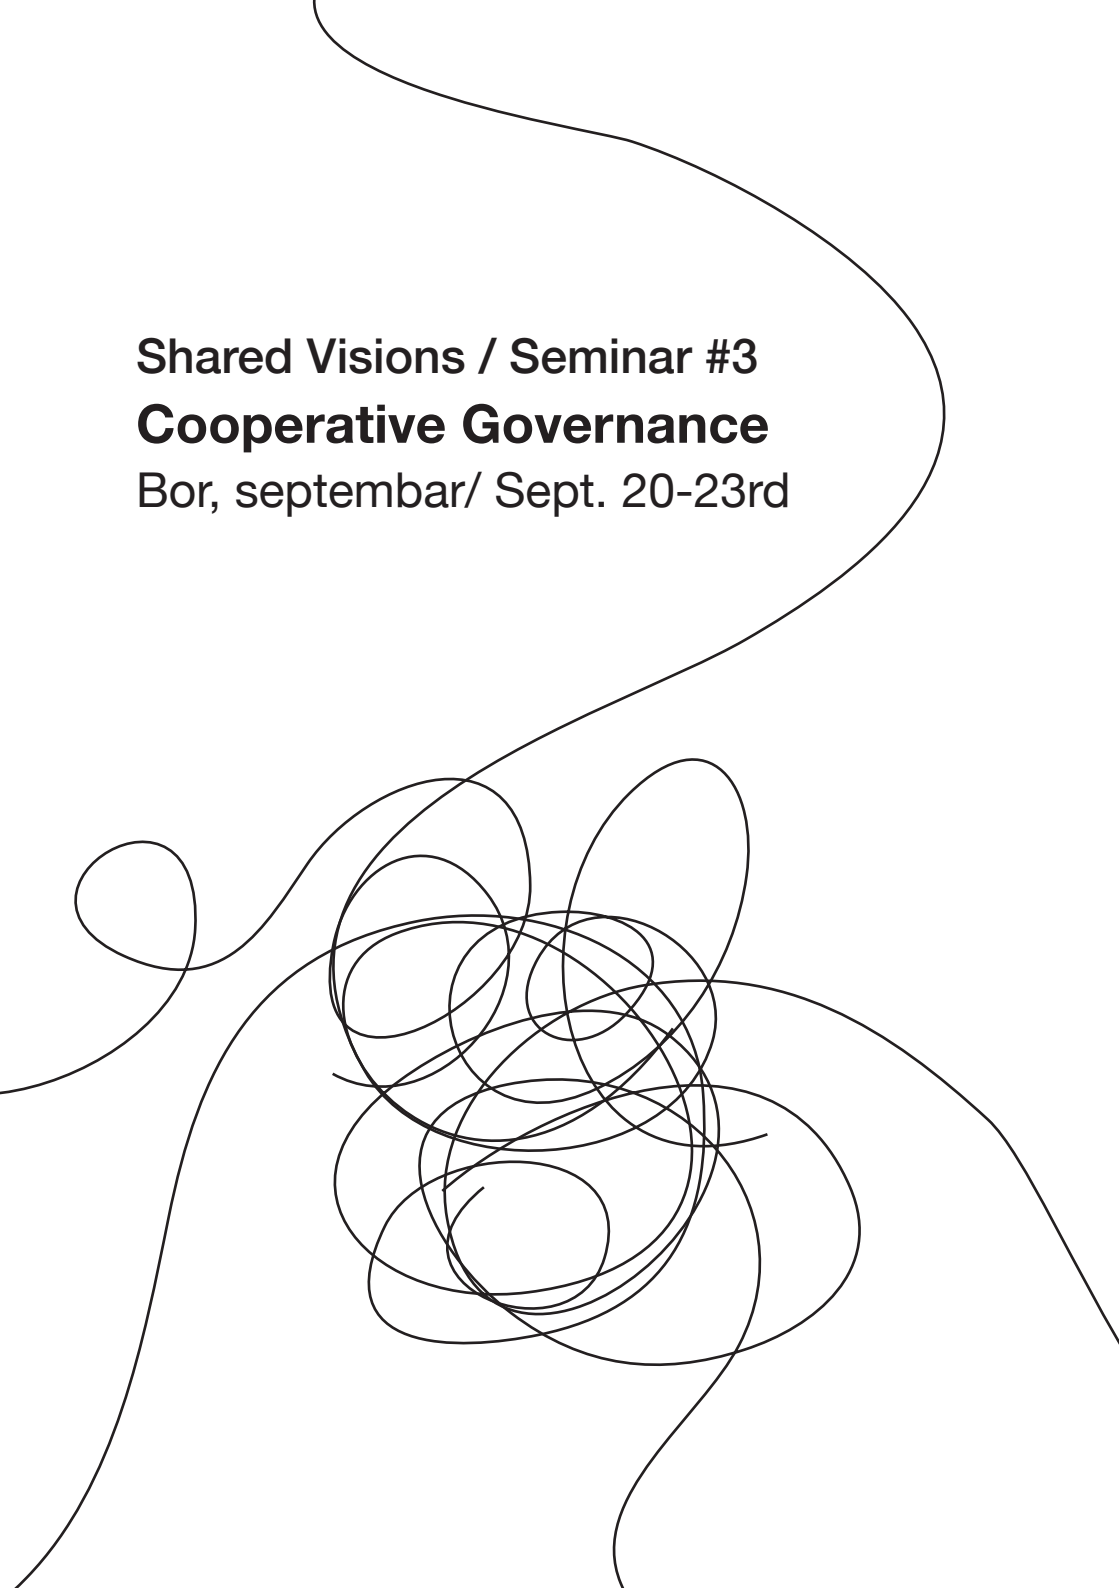 Shared Visions / Seminar #3
Cooperative Governance
Bor, septembar/ Sept. 20-23rd